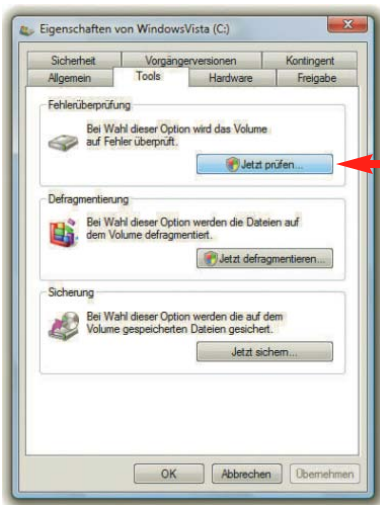 Eigenschaften von WindowsVista (C:)
Sicherheit Vorgängerversionen Kontingent
Allgemein Tools Hardware Freigabe
Fehlerüberprüfung
Bei Wahl dieser Option wird das Volume
auf Fehler überprüft.
Jetzt prüfen...
Defragmentierung
Bei Wahl dieser Option werden die Dateien auf
dem Volume defragmentiert.
Jetzt defragmentieren...
Sicherung
Bei Wahl dieser Option werden die auf dem
Volume gespeicherten Dateien gesichert.
Jetzt sichern...
OK Abbrechen Übernehmen